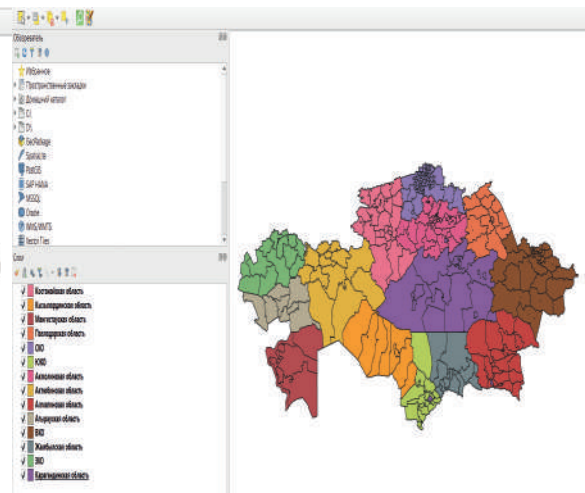 Обозреватель
Избранное
Пространственные закладки
Домашний каталог
C:\
D:\
GeoPackage
Spatialite
PostGIS
SAP HANA
MSSQL
Oracle
WMS/WMTS
Vector Tiles
Слои
Костанайская область
Кызылординская область
Мангистауская область
Павлодарская область
СКО
ЮКО
Акмолинская область
Актюбинская область
Алматинская область
Атырауская область
ВКО
Жамбылская область
ЗКО
Карагандинская область